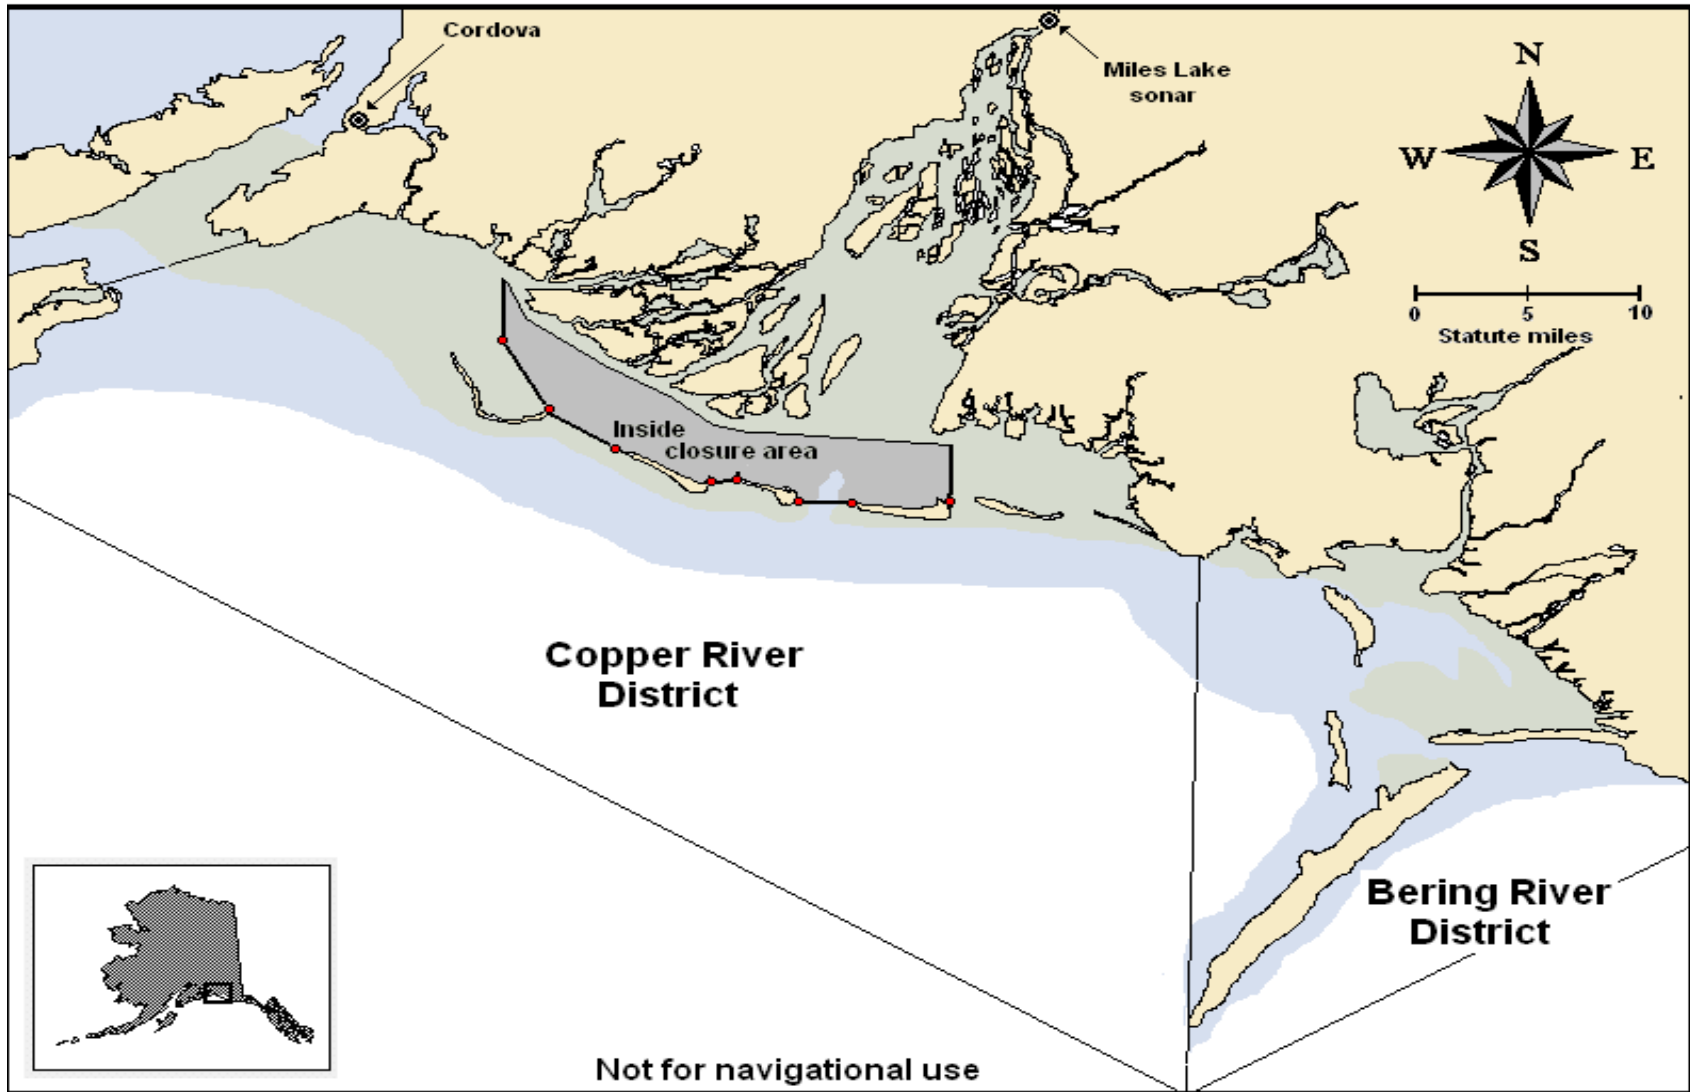 Cordova
Miles Lake
sonar
N
W
E
S
0
5
10
Statute miles
Inside
closure area
Copper River
District
Bering River
District
Not for navigational use